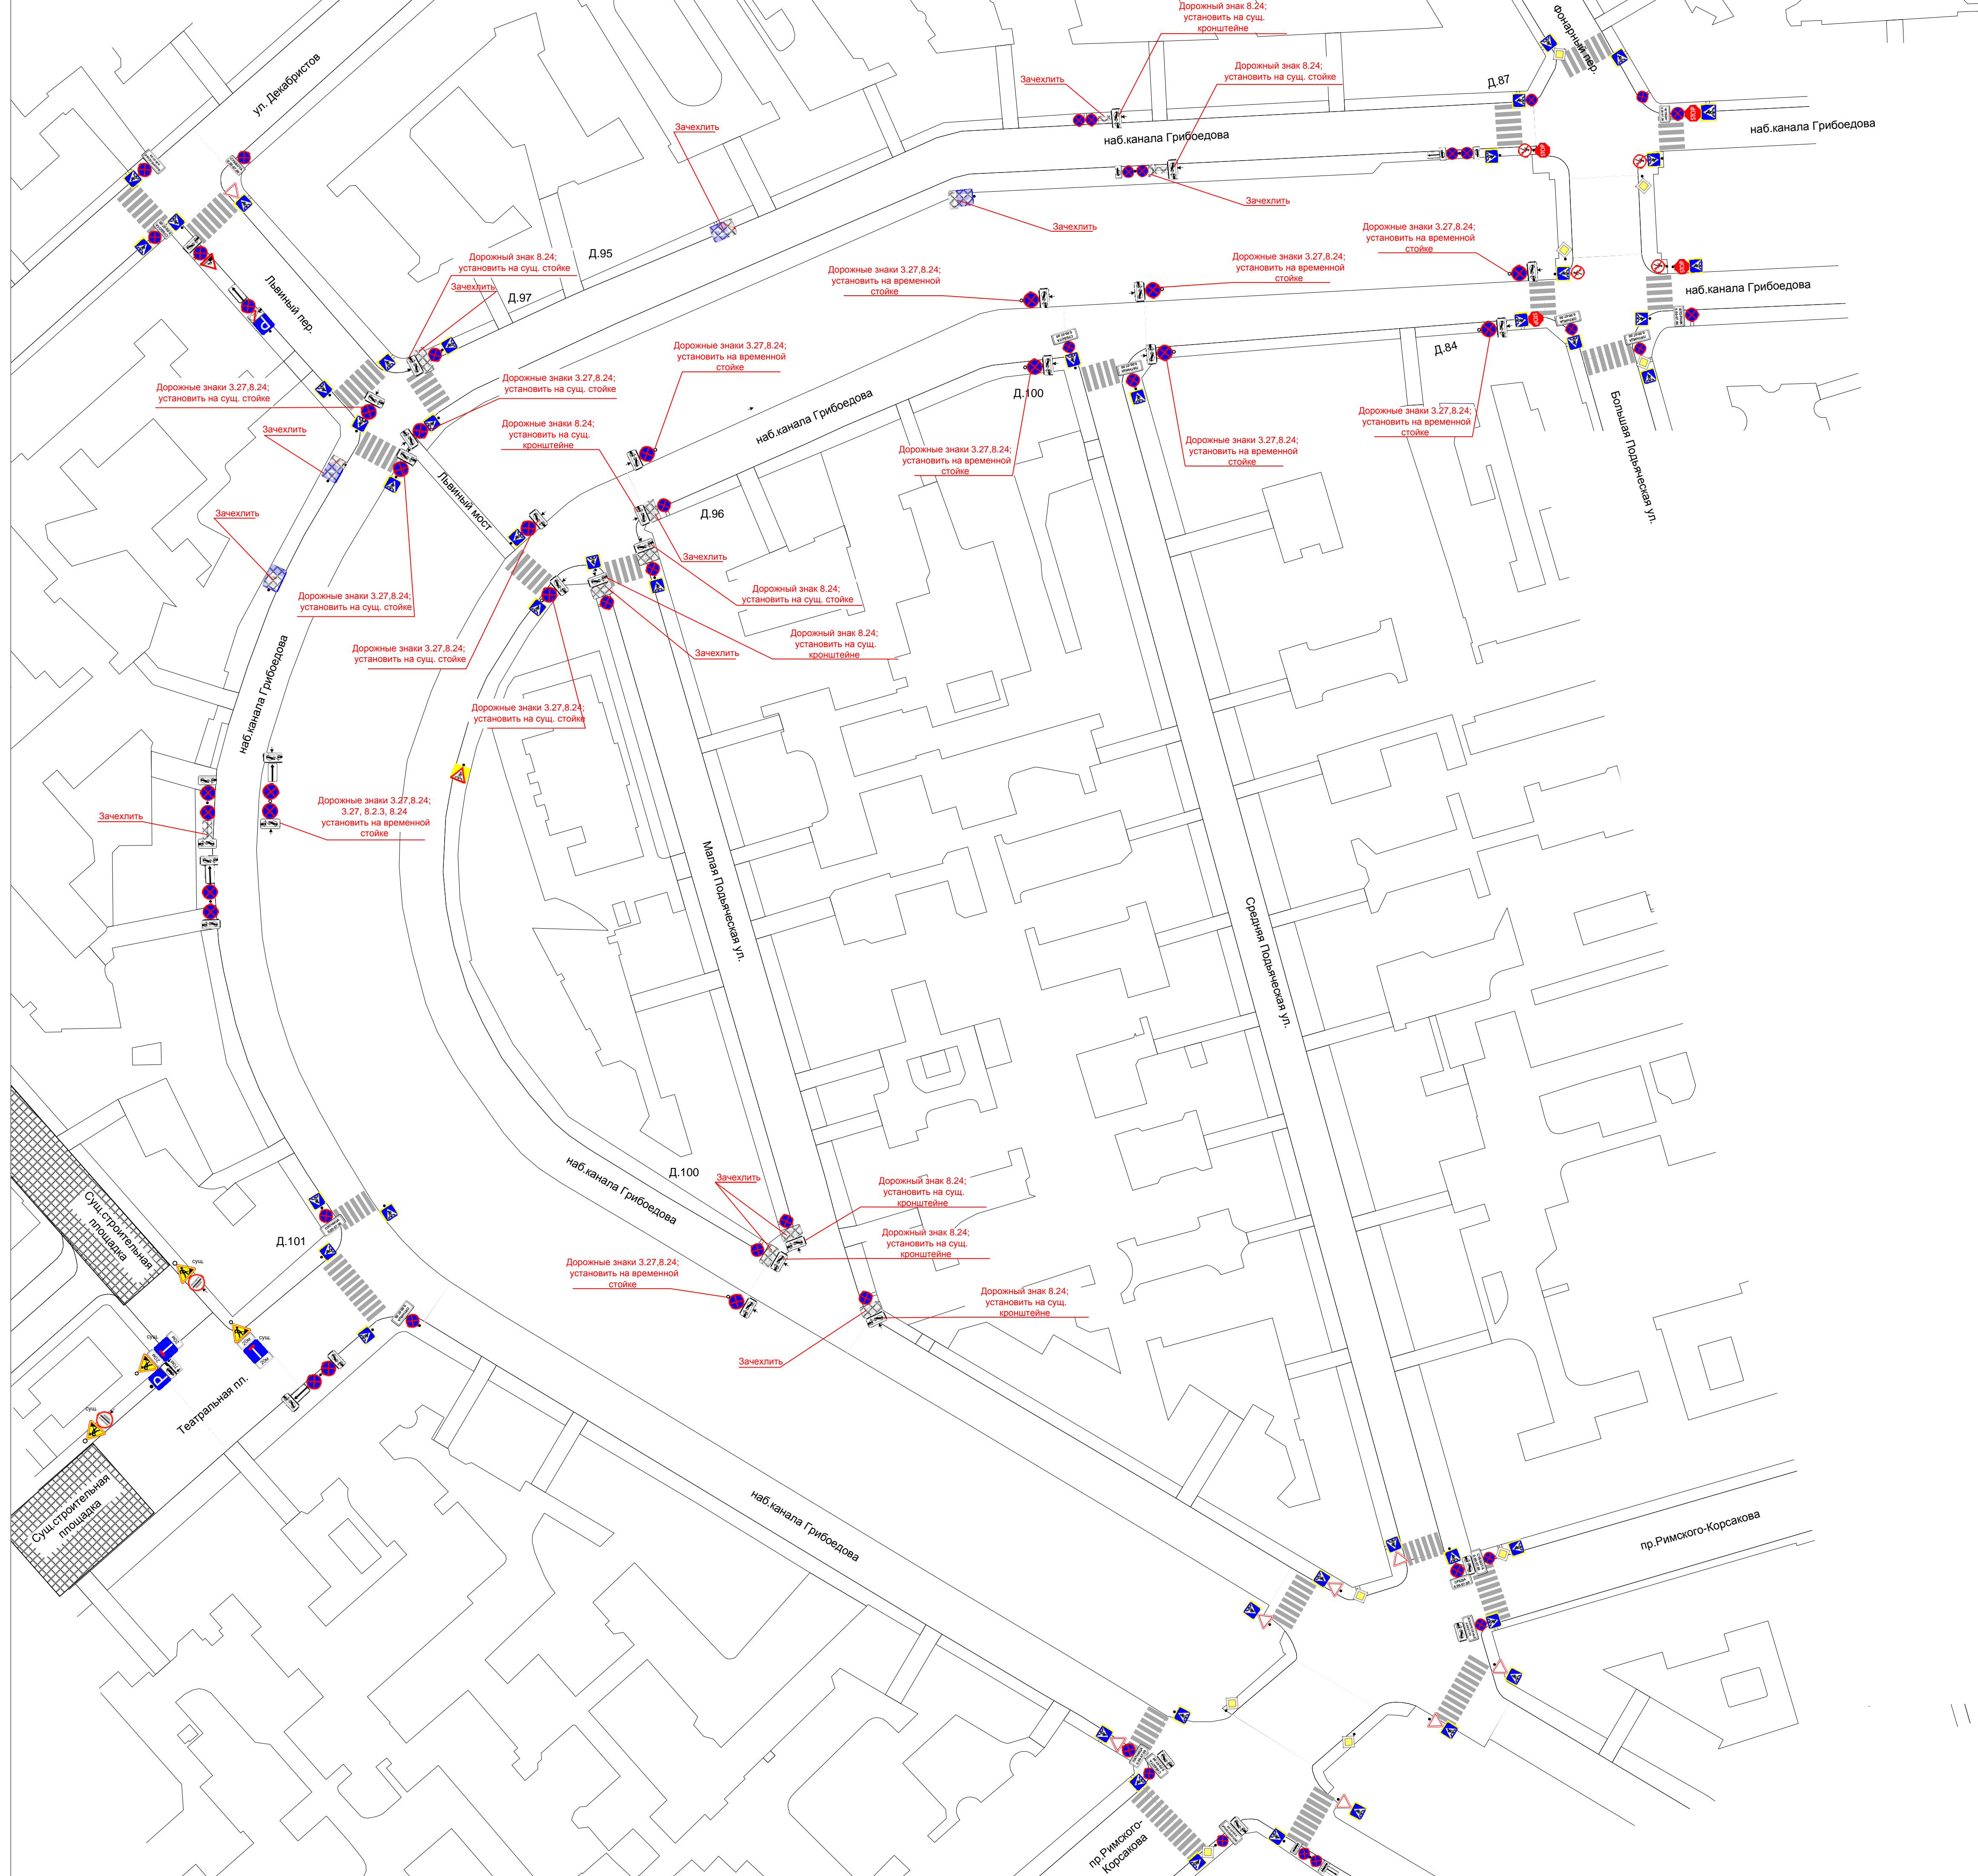 Дорожный знак 8.24;
установить на сущ.
кронштейне
Фонарный пер.
ул. Декабристов
Зачехлить
Дорожный знак 8.24;
установить на сущ. стойке
Д.87
Зачехлить
наб.канала Грибоедова
наб.канала Грибоедова
Зачехлить
Зачехлить
Дорожные знаки 3.27,8.24;
установить на временной
стойке
Д.95
Дорожный знак 8.24;
установить на сущ. стойке
Зачехлить
Д.97
Львиный пер.
Дорожные знаки 3.27,8.24;
установить на временной
стойке
Дорожные знаки 3.27,8.24;
установить на временной
стойке
наб.канала Грибоедова
Дорожные знаки 3.27,8.24;
установить на временной
стойке
Д.84
Дорожные знаки 3.27,8.24;
установить на сущ. стойке
Дорожные знаки 3.27,8.24;
установить на сущ. стойке
Д.100
наб.канала Грибоедова
Большая Подьяческая ул.
Дорожные знаки 3.27,8.24;
установить на временной
стойке
Зачехлить
Дорожные знаки 8.24;
установить на сущ.
кронштейне
Дорожные знаки 3.27,8.24;
установить на временной
стойке
Дорожные знаки 3.27,8.24;
установить на временной
стойке
Львиный мост
Зачехлить
Д.96
Зачехлить
Дорожный знак 8.24;
установить на сущ. стойке
Дорожные знаки 3.27,8.24;
установить на сущ. стойке
Дорожный знак 8.24;
установить на сущ.
кронштейне
Зачехлить
Дорожные знаки 3.27,8.24;
установить на сущ. стойке
наб.канала Грибоедова
Дорожные знаки 3.27,8.24;
установить на сущ. стойке
Дорожные знаки 3.27,8.24;
3.27, 8.2.3, 8.24
установить на временной
стойке
Зачехлить
Малая Подьяческая ул.
Средняя Подьяческая ул.
Д.100
наб.канала Грибоедова
Зачехлить
Дорожный знак 8.24;
установить на сущ.
кронштейне
Сущ.строительная
площадка
Д.101
Дорожный знак 8.24;
установить на сущ.
кронштейне
Дорожные знаки 3.27,8.24;
установить на временной
стойке
сущ.
Дорожный знак 8.24;
установить на сущ.
кронштейне
сущ.
сущ.
Зачехлить
Театральная пл.
сущ.
Сущ.строительная
площадка
наб.канала Грибоедова
пр.Римского-Корсакова
пр.Римского-
Корсакова